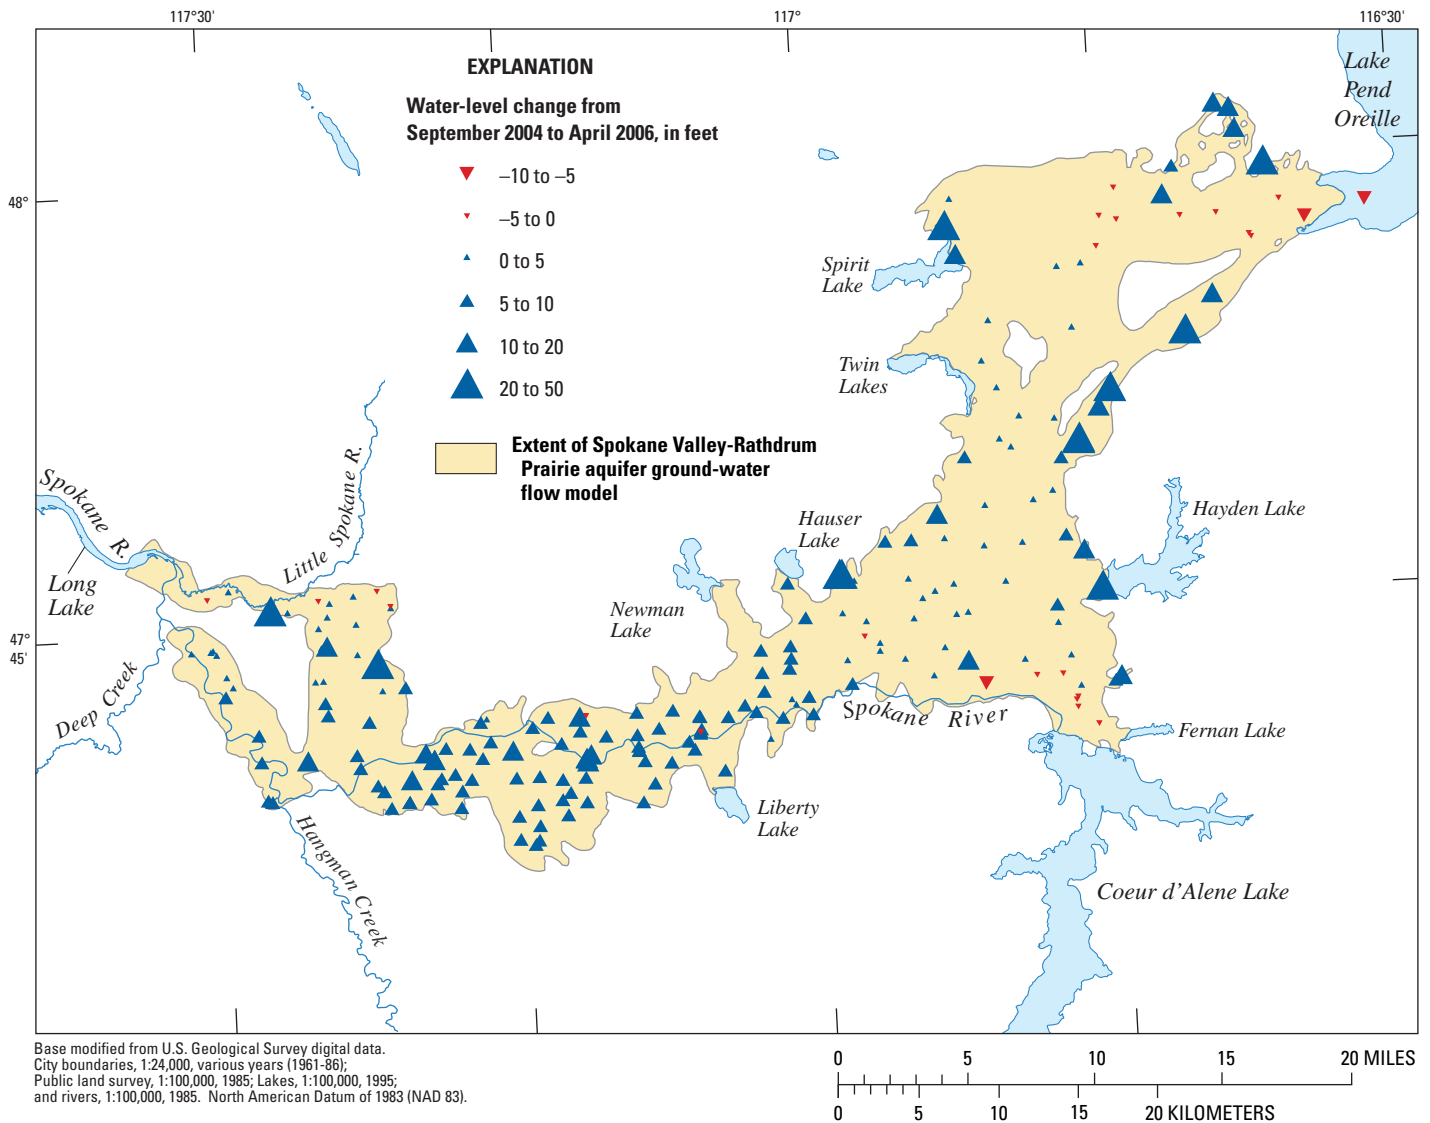 117°30'
117°
116°30'
EXPLANATION
Water-level change from
September 2004 to April 2006, in feet
–10 to –5
–5 to 0
0 to 5
5 to 10
10 to 20
20 to 50
Extent of Spokane Valley-Rathdrum
Prairie aquifer ground-water
flow model
Lake
Pend
Oreille
48°
Spirit
Lake
Twin
Lakes
Spokane R.
Little Spokane R.
Long
Lake
Hauser
Lake
Hayden Lake
Newman
Lake
47°
45'
Deep Creek
Spokane River
Fernan Lake
Liberty
Lake
Hangman Creek
Coeur d'Alene Lake
Base modified from U.S. Geological Survey digital data.
City boundaries, 1:24,000, various years (1961-86);
Public land survey, 1:100,000, 1985; Lakes, 1:100,000, 1995;
and rivers, 1:100,000, 1985. North American Datum of 1983 (NAD 83).
0 5 10 15 20 MILES
0 5 10 15 20 KILOMETERS